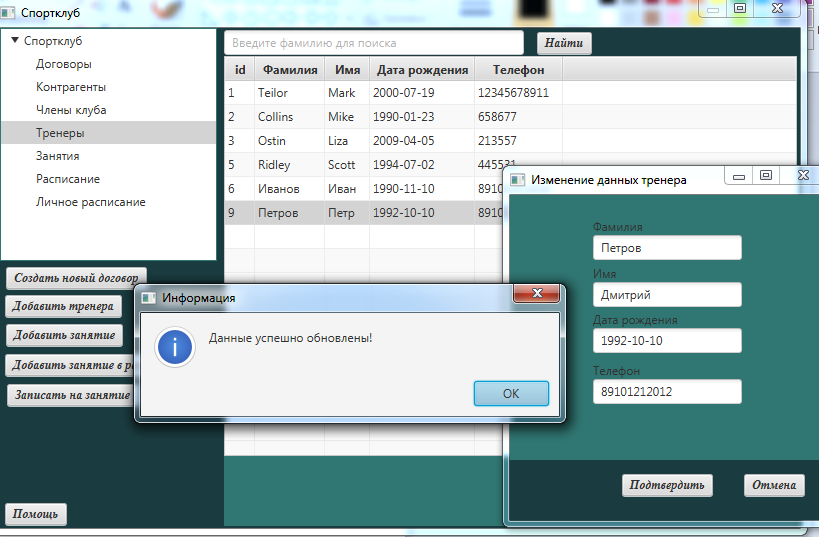 Спортклуб
Спортклуб
Договоры
Контрагенты
Члены клуба
Тренеры
Занятия
Расписание
Личное расписание
Введите фамилию для поиска
Найти
id Фамилия Имя Дата рождения Телефон
1 Teilor Mark 2000-07-19 12345678911
2 Collins Mike 1990-01-23 658677
3 Ostin Liza 2009-04-05 213557
5 Ridley Scott 1994-07-02 445531
6 Иванов Иван 1990-11-10 8910
9 Петров Петр 1992-10-10 8910
Создать новый договор
Добавить тренера
Добавить занятие
Добавить занятие в ра
Записать на занятие
Помощь
Информация
Данные успешно обновлены!
OK
Изменение данных тренера
Фамилия
Петров
Имя
Дмитрий
Дата рождения
1992-10-10
Телефон
89101212012
Подтвердить
Отмена